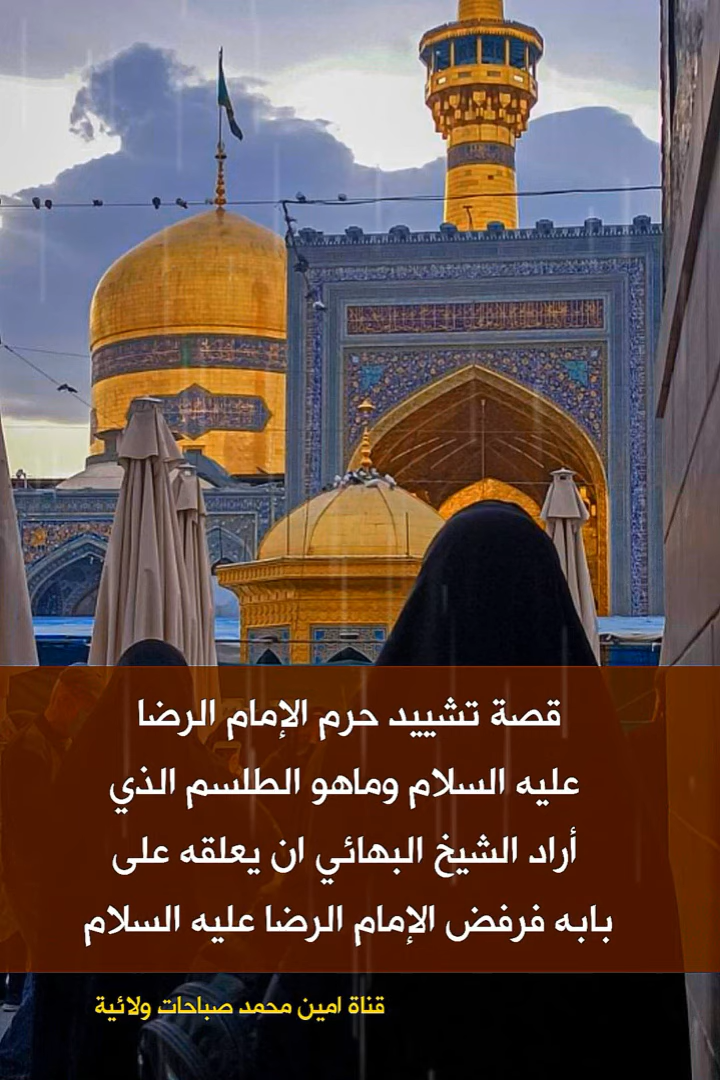 قصة تشييد حرم الإمام الرضا
عليه السلام وماهو الطلسم الذي
أراد الشيخ البهائي ان يعلقه على
بابه فرفض الإمام الرضا عليه السلام
قناة امين محمد صباحات ولائية